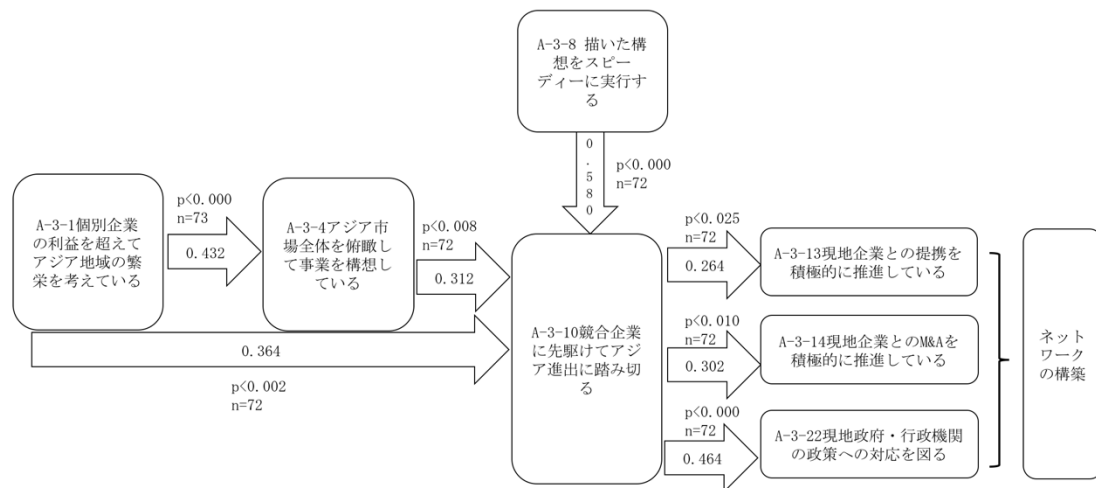 A-3-8 描いた構
想をスピー
ディーに実行す
る
0.580
p<0.000
n=72
A-3-1個別企業
の利益を超えて
アジア地域の繁
栄を考えている
p<0.000
n=73
0.432
A-3-4アジア市
場全体を俯瞰し
て事業を構想し
ている
p<0.008
n=72
0.312
0.364
p<0.002
n=72
A-3-10競合企業
に先駆けてアジ
ア進出に踏み切
る
p<0.025
n=72
0.264
A-3-13現地企業との提携を
積極的に推進している
p<0.010
n=72
0.302
A-3-14現地企業とのM&Aを
積極的に推進している
p<0.000
n=72
0.464
A-3-22現地政府・行政機関
の政策への対応を図る
ネット
ワーク
の構築